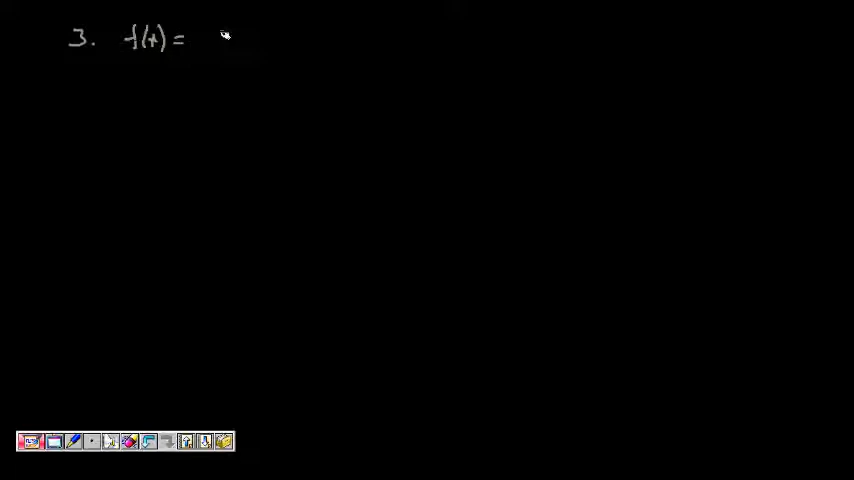 3. f(x) =